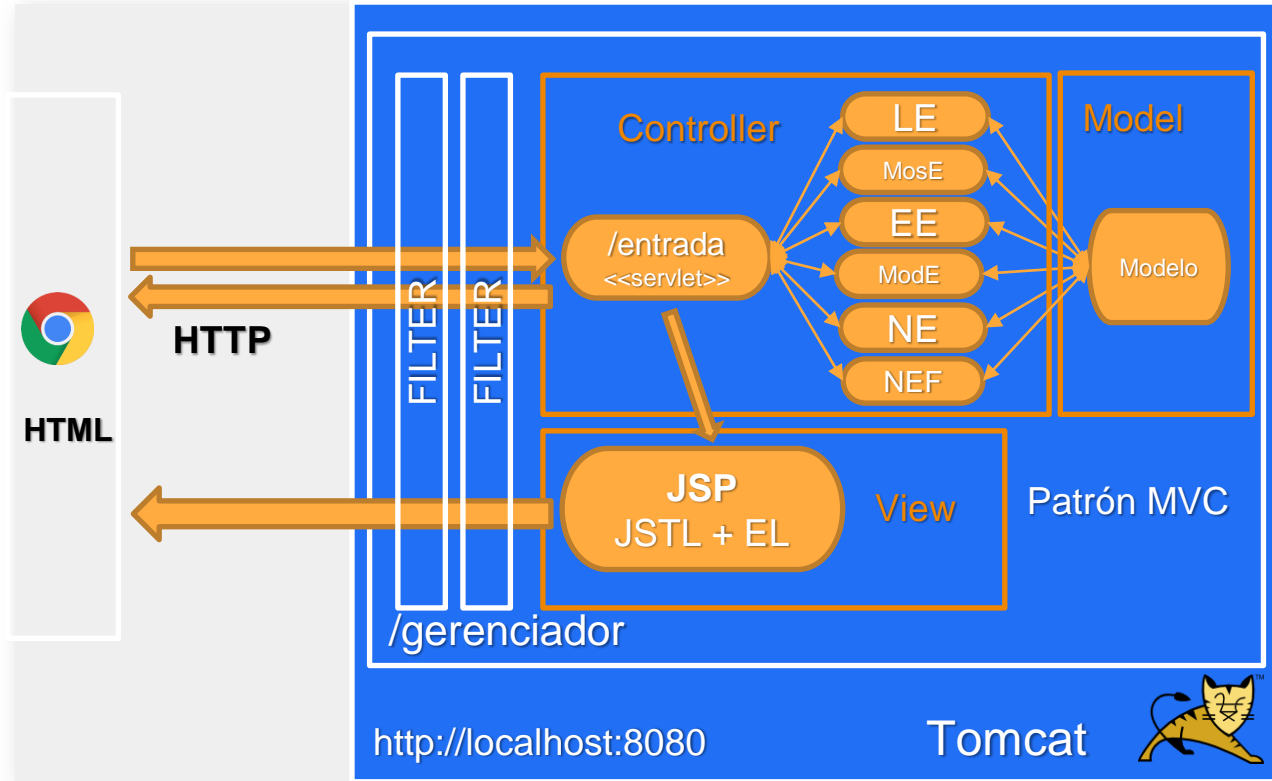 HTML
HTTP
FILTER
FILTER
Controller
/entrada
<<servlet>>
LE
MosE
EE
ModE
NE
NEF
Model
Modelo
JSP
JSTL + EL
View
Patrón MVC
/gerenciador
http://localhost:8080
Tomcat
TM